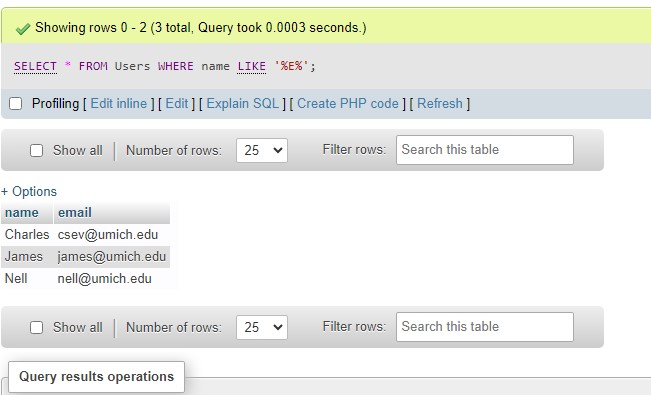 Showing rows 0 - 2 (3 total, Query took 0.0003 seconds.)
SELECT * FROM Users WHERE name LIKE '%E%';
Profiling [ Edit inline ] [ Edit ] [ Explain SQL ] [ Create PHP code ] [ Refresh ]
Show all Number of rows: 25 Filter rows: Search this table
+ Options
name email
Charles csev@umich.edu
James james@umich.edu
Nell nell@umich.edu
Show all Number of rows: 25 Filter rows: Search this table
Query results operations